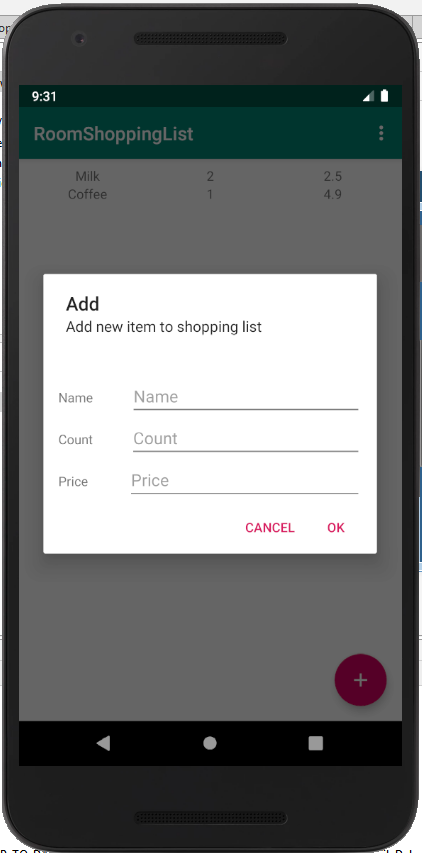 9:31
RoomShoppingList
Milk 2 2.5
Coffee 1 4.9
Add
Add new item to shopping list
Name Name
Count Count
Price Price
CANCEL OK
+